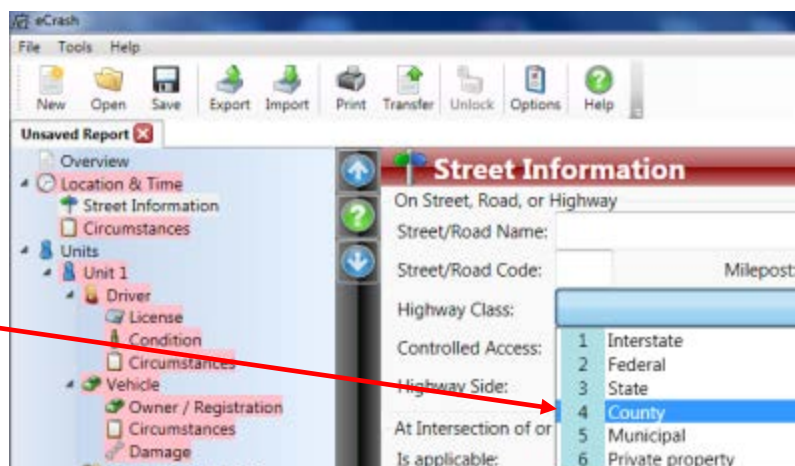 eCrash
File Tools Help
New Open Save Export Import Print Transfer Unlock Options Help
Unsaved Report
Overview
Location & Time
Street Information
Circumstances
Units
Unit 1
Driver
License
Condition
Circumstances
Vehicle
Owner / Registration
Circumstances
Damage
Street Information
On Street, Road, or Highway
Street/Road Name:
Street/Road Code: Milepost:
Highway Class:
Controlled Access:
Highway Side:
1 Interstate
2 Federal
3 State
4 County
5 Municipal
6 Private property
At Intersection of or
Is applicable: